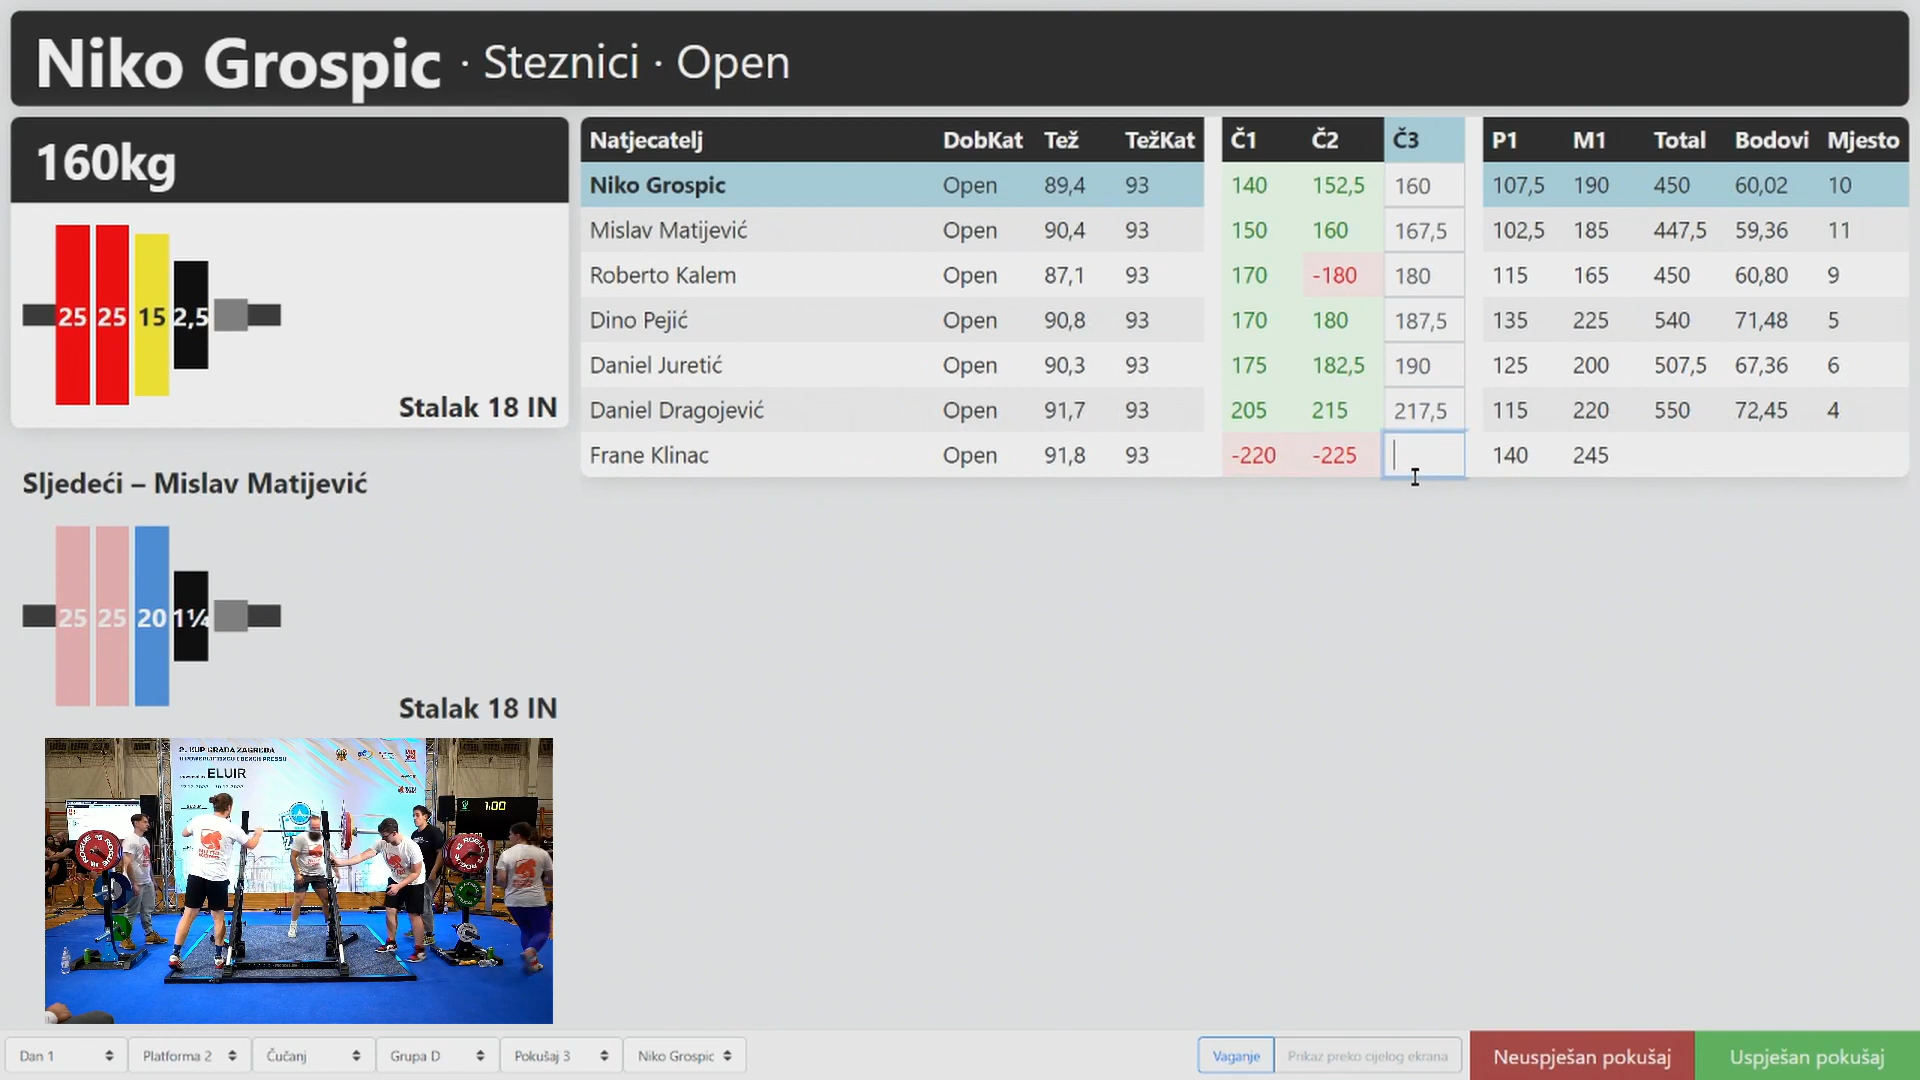 Niko Grospic · Steznici · Open
160kg
25 25 15 2,5
Stalak 18 IN
Sljedeći – Mislav Matijević
25 25 20 1¼
Stalak 18 IN
Natjecatelj DobKat Tež TežKat Č1 Č2 Č3 P1 M1 Total Bodovi Mjesto
Niko Grospic Open 89,4 93 140 152,5 160 107,5 190 450 60,02 10
Mislav Matijević Open 90,4 93 150 160 167,5 102,5 185 447,5 59,36 11
Roberto Kalem Open 87,1 93 170 -180 180 115 165 450 60,80 9
Dino Pejić Open 90,8 93 170 180 187,5 135 225 540 71,48 5
Daniel Juretić Open 90,3 93 175 182,5 190 125 200 507,5 67,36 6
Daniel Dragojević Open 91,7 93 205 215 217,5 115 220 550 72,45 4
Frane Klinac Open 91,8 93 -220 -225 140 245
2. KUP GRADA ZAGREBA
ELUIR
1:00
Dan 1 Platforma 2 Čučanj Grupa D Pokušaj 3 Niko Grospic Vaganje Prikaz preko cijelog ekrana Neuspješan pokušaj Uspješan pokušaj